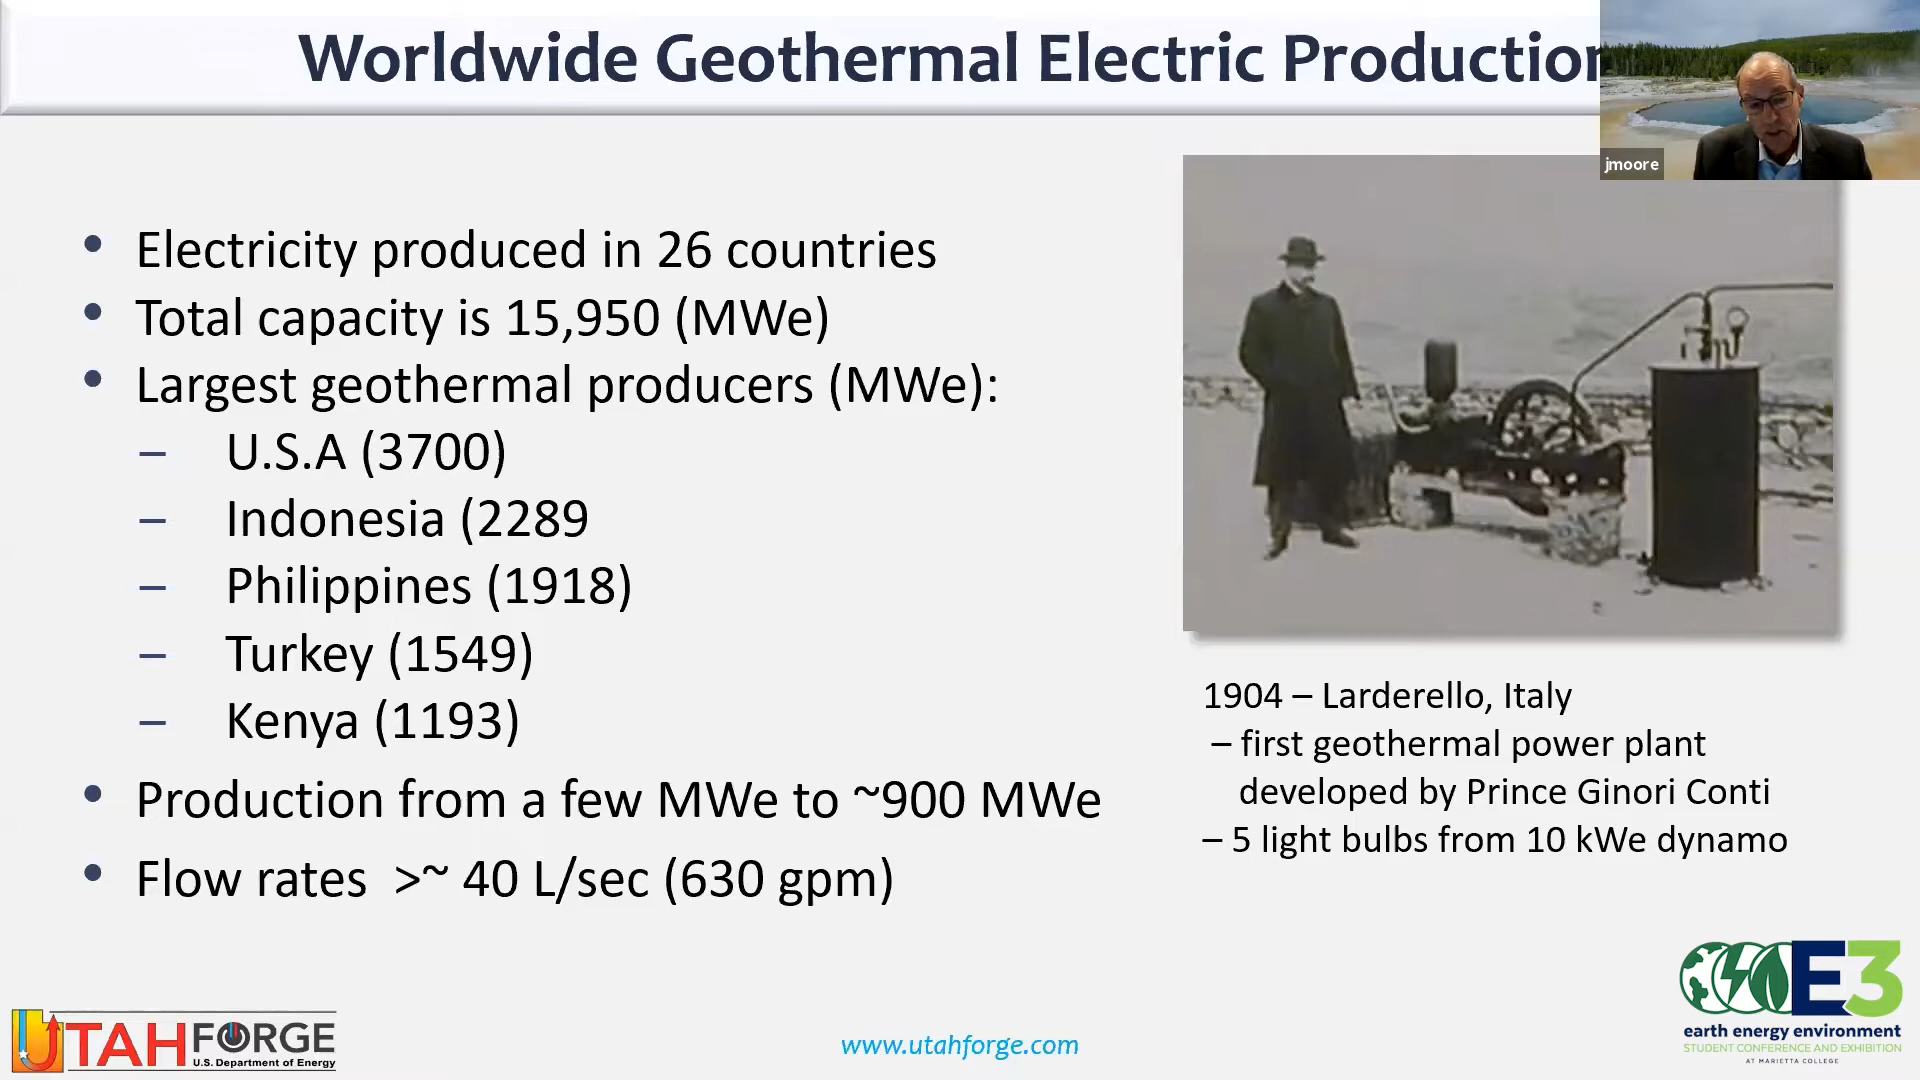 Worldwide Geothermal Electric Production
jmoore
• Electricity produced in 26 countries
• Total capacity is 15,950 (MWe)
• Largest geothermal producers (MWe):
– U.S.A (3700)
– Indonesia (2289
– Philippines (1918)
– Turkey (1549)
– Kenya (1193)
• Production from a few MWe to ~900 MWe
• Flow rates >~ 40 L/sec (630 gpm)
1904 – Larderello, Italy
– first geothermal power plant
developed by Prince Ginori Conti
– 5 light bulbs from 10 kWe dynamo
UTAH FORGE
U.S. Department of Energy
www.utahforge.com
E3
earth energy environment
STUDENT CONFERENCE AND EXHIBITION
AT MARIETTA COLLEGE